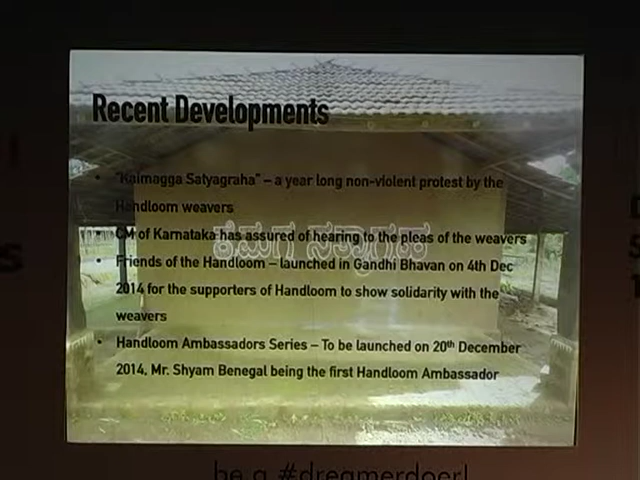 Recent Developments
• "Kaimagga Satyagraha" – a year long non-violent protest by the
Handloom weavers
• CM of Karnataka has assured of hearing to the pleas of the weavers
• Friends of the Handloom – launched in Gandhi Bhavan on 4th Dec
2014 for the supporters of Handloom to show solidarity with the
weavers
• Handloom Ambassadors Series – To be launched on 20th December
2014, Mr. Shyam Benegal being the first Handloom Ambassador
be a #dreamerdoer!